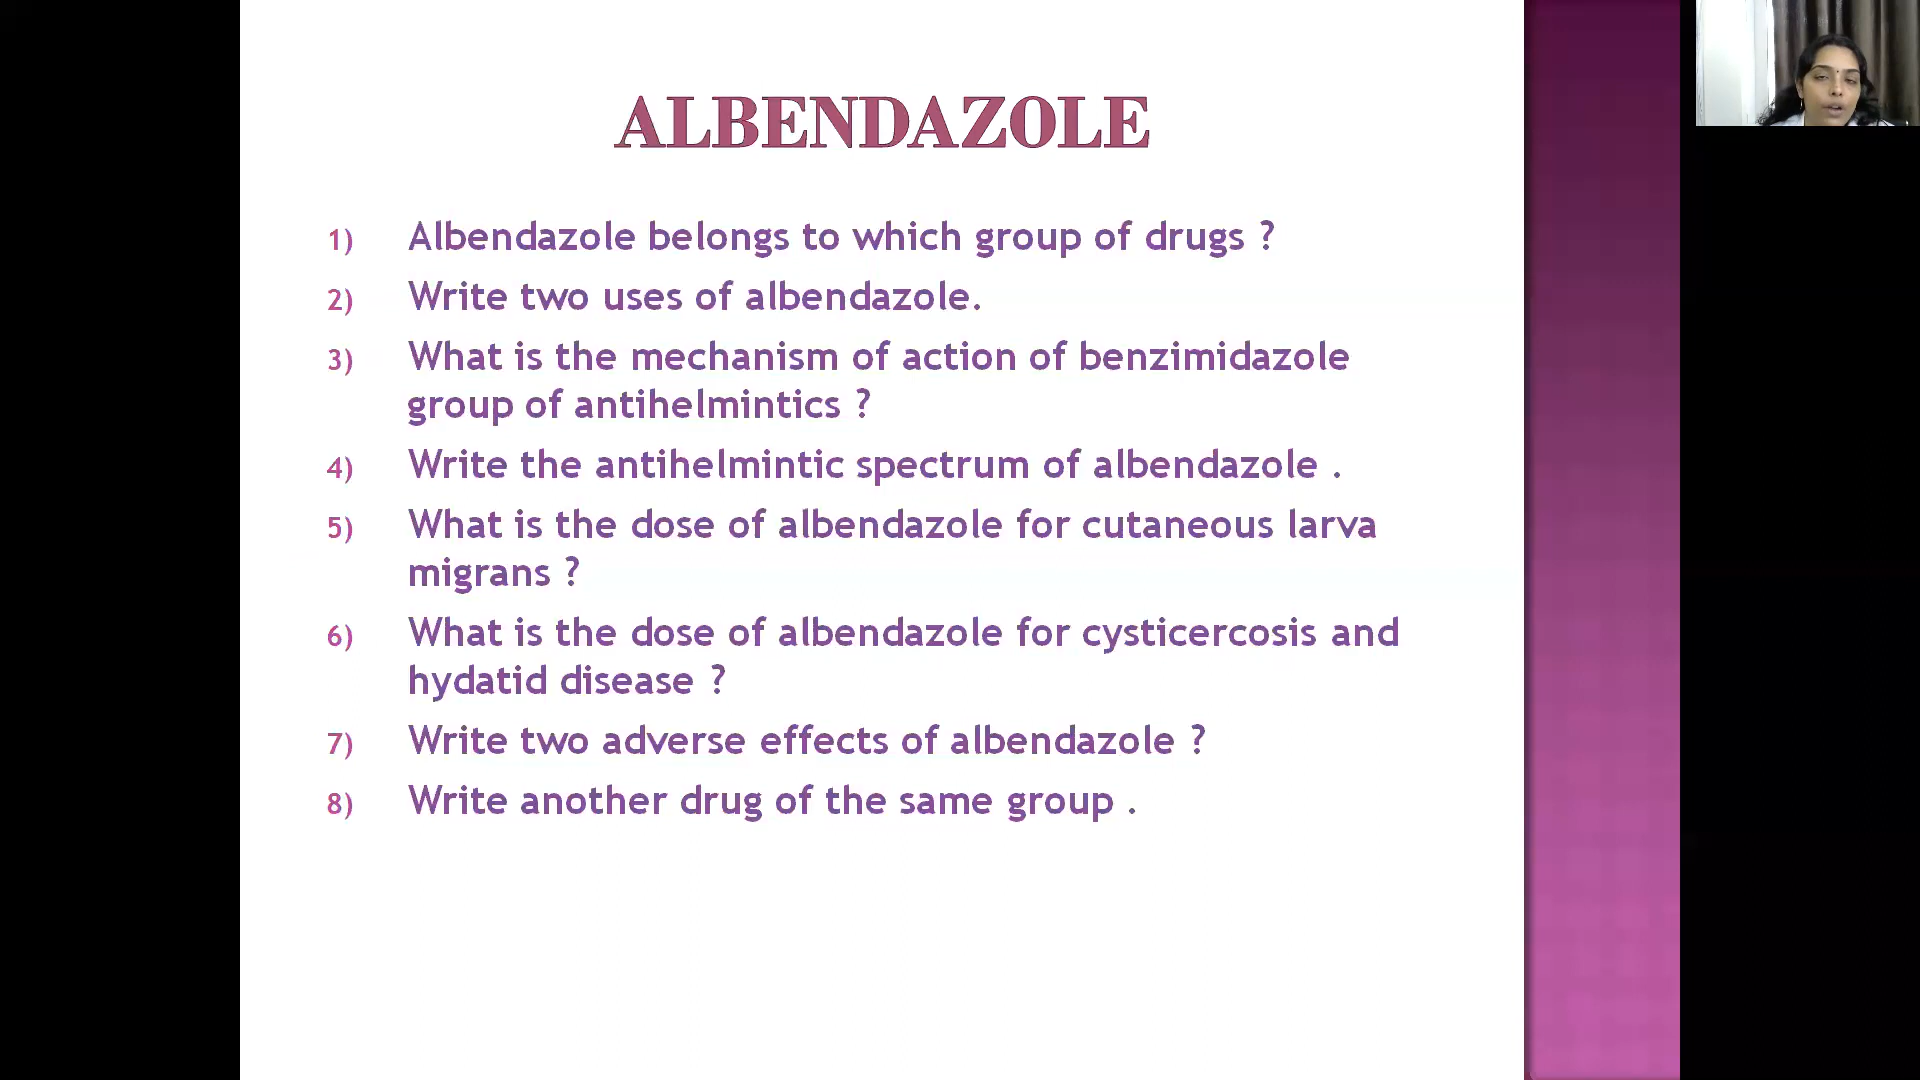 ALBENDAZOLE
1) Albendazole belongs to which group of drugs ?
2) Write two uses of albendazole.
3) What is the mechanism of action of benzimidazole
group of antihelmintics ?
4) Write the antihelmintic spectrum of albendazole .
5) What is the dose of albendazole for cutaneous larva
migrans ?
6) What is the dose of albendazole for cysticercosis and
hydatid disease ?
7) Write two adverse effects of albendazole ?
8) Write another drug of the same group .